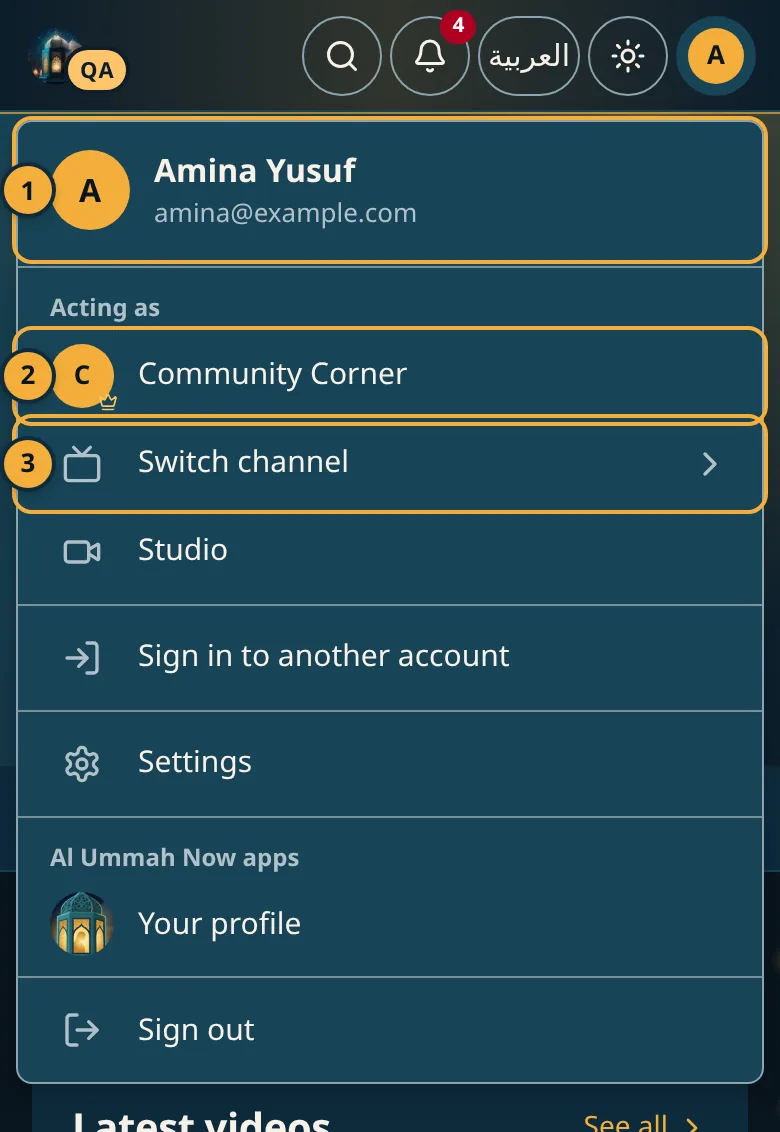 QA
4
العربية
A
1
A
Amina Yusuf
amina@example.com
Acting as
2
C
Community Corner
3
Switch channel
Studio
Sign in to another account
Settings
Al Ummah Now apps
Your profile
Sign out
Latest videos
See all